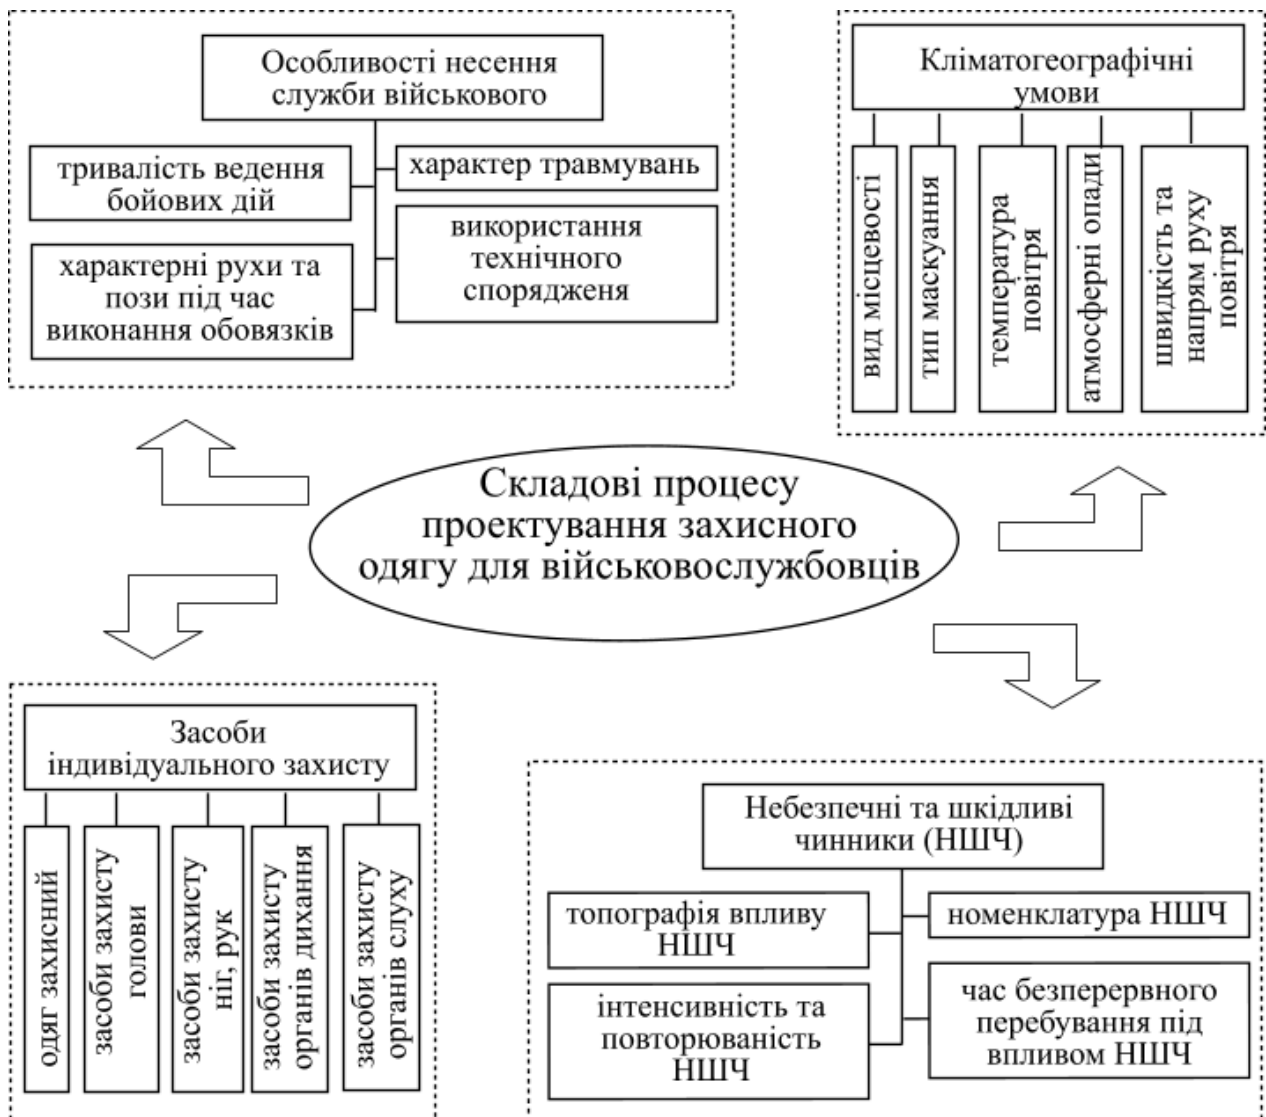 Особливості несення
служби військового
тривалість ведення
бойових дій
характер травмувань
характерні рухи та
пози під час
виконання обовязків
використання
технічного
спорядженя
Кліматогеографічні
умови
вид місцевості
тип маскуання
температура
повітря
атмосферні опади
швидкість та
напрям руху
повітря
Складові процесу
проектування захисного
одягу для військовослужбовців
Засоби
індивідуального захисту
одяг захисний
засоби захисту
голови
засоби захисту
ніг, рук
засоби захисту
органів дихання
засоби захисту
органів слуху
Небезпечні та шкідливі
чинники (НШЧ)
топографія впливу
НШЧ
номенклатура НШЧ
інтенсивність та
повторюваність
НШЧ
час безперервного
перебування під
впливом НШЧ